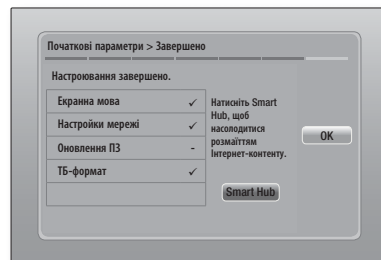 Початкові параметри > Завершено
Настроювання завершено.
Екранна мова ✓
Настройки мережі ✓
Оновлення ПЗ -
ТБ-формат ✓
Натисніть Smart
Hub, щоб
насолодитися
розмаїттям
Інтернет-контенту.
Smart Hub
OK